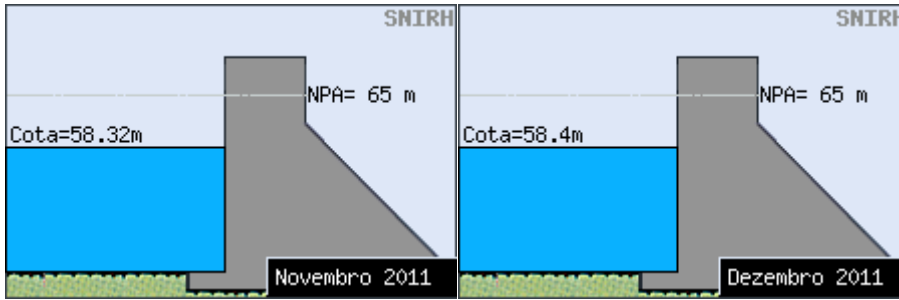 SNIRH
NPA= 65 m
Cota=58.32m
Novembro 2011
SNIRH
NPA= 65 m
Cota=58.4m
Dezembro 2011